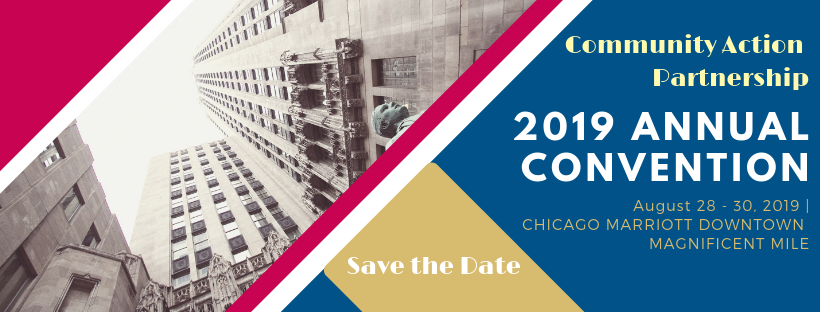 Community Action
Partnership
2019 ANNUAL
CONVENTION
August 28 - 30, 2019 |
CHICAGO MARRIOTT DOWNTOWN
MAGNIFICENT MILE
Save the Date